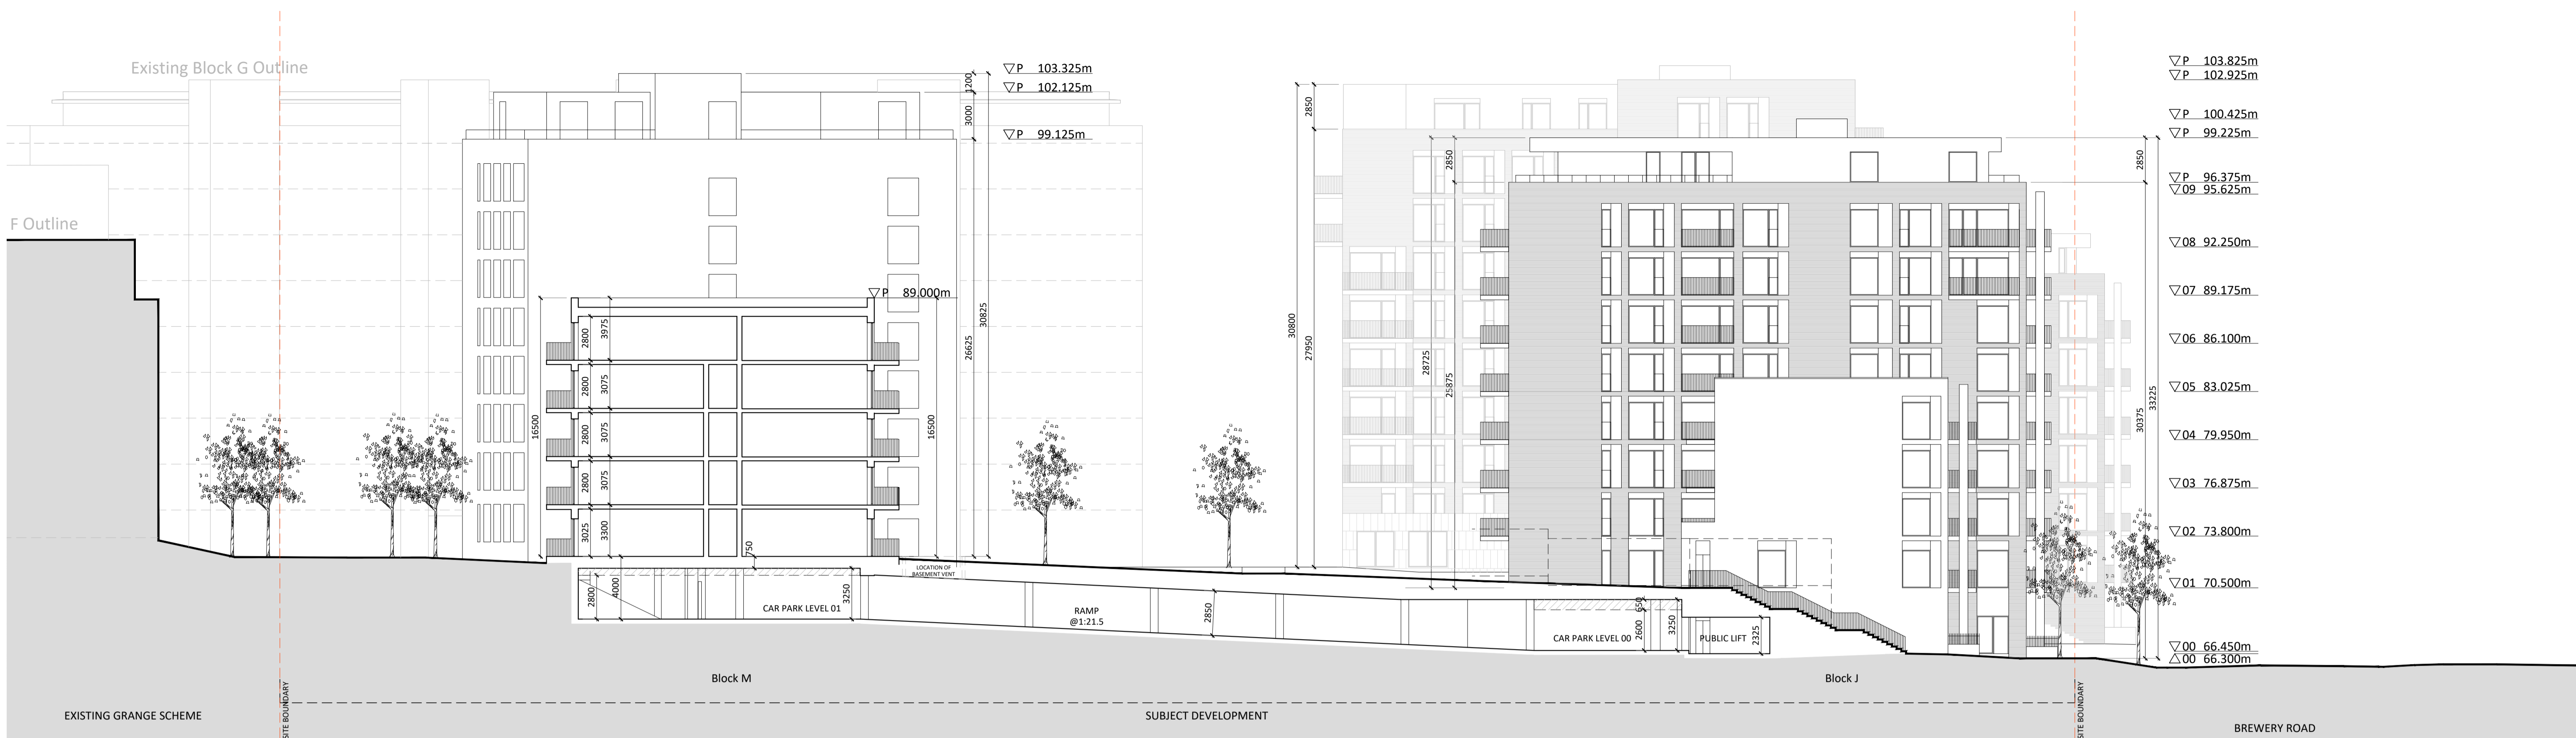 Existing Block G Outline
F Outline
P 103.325m
P 102.125m
P 99.125m
1200
3000
30825
26625
P 89.000m
16500
2800
3975
2800
3075
2800
3075
2800
3075
3025
3300
16500
750
LOCATION OF
BASEMENT VENT
2800
4000
CAR PARK LEVEL 01
3250
RAMP
@1:21.5
2850
CAR PARK LEVEL 00
650
2600
3250
PUBLIC LIFT
2325
2850
30800
27950
2850
28725
25875
2850
33225
30375
P 103.825m
P 102.925m
P 100.425m
P 99.225m
P 96.375m
09 95.625m
08 92.250m
07 89.175m
06 86.100m
05 83.025m
04 79.950m
03 76.875m
02 73.800m
01 70.500m
00 66.450m
00 66.300m
Block M
Block J
SITE BOUNDARY
SITE BOUNDARY
EXISTING GRANGE SCHEME
SUBJECT DEVELOPMENT
BREWERY ROAD